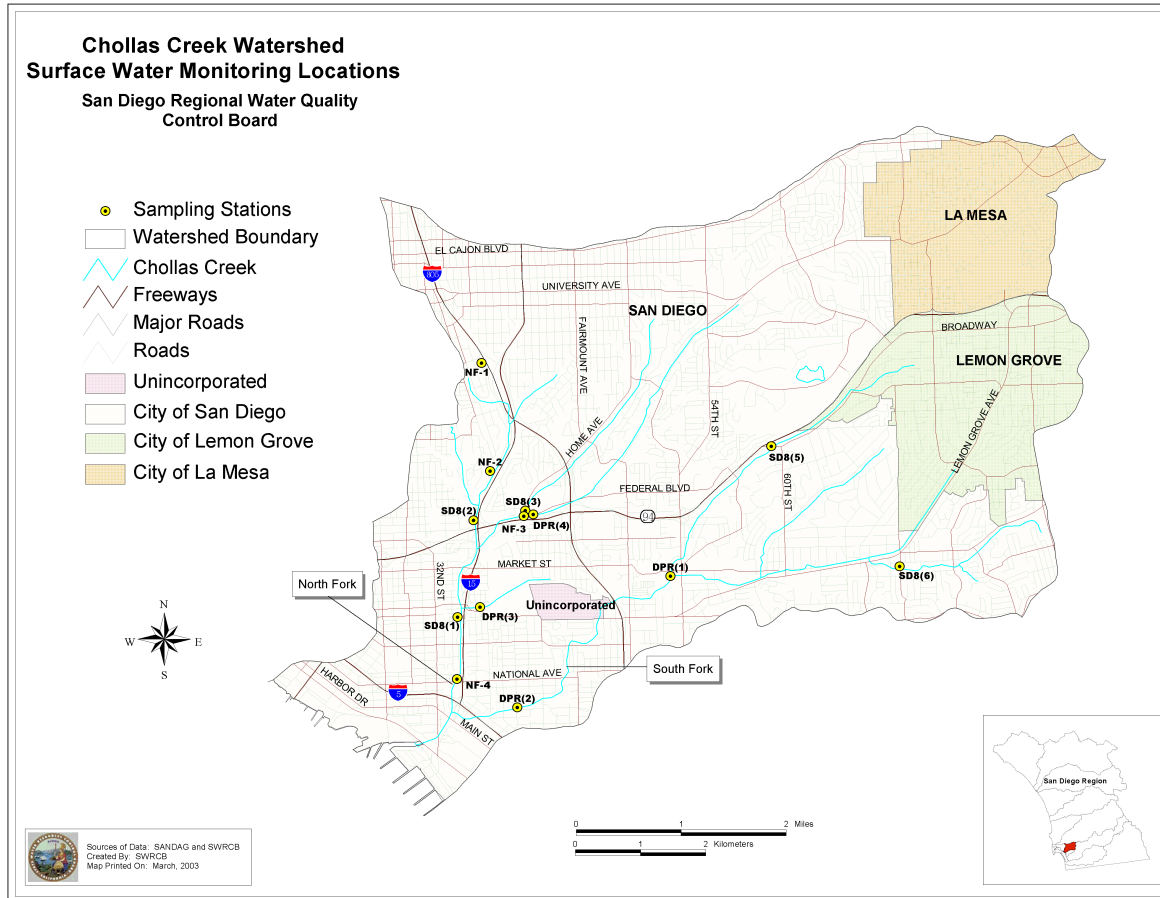 Chollas Creek Watershed
Surface Water Monitoring Locations
San Diego Regional Water Quality
Control Board
Sampling Stations
Watershed Boundary
Chollas Creek
Freeways
Major Roads
Roads
Unincorporated
City of San Diego
City of Lemon Grove
City of La Mesa
LA MESA
EL CAJON BLVD
805
UNIVERSITY AVE
SAN DIEGO
FAIRMOUNT AVE
BROADWAY
LEMON GROVE
NF-1
54TH ST
HOME AVE
LEMON GROVE AVE
SD8(5)
NF-2
60TH ST
FEDERAL BLVD
SD8(3)
SD8(2)
NF-3
DPR(4)
94
MARKET ST
DPR(1)
SD8(6)
32ND ST
15
North Fork
Unincorporated
DPR(3)
SD8(1)
N
W
E
S
NATIONAL AVE
South Fork
NF-4
HARBOR DR
5
DPR(2)
MAIN ST
San Diego Region
0 1 2 Miles
0 1 2 Kilometers
Sources of Data: SANDAG and SWRCB
Created By: SWRCB
Map Printed On: March, 2003